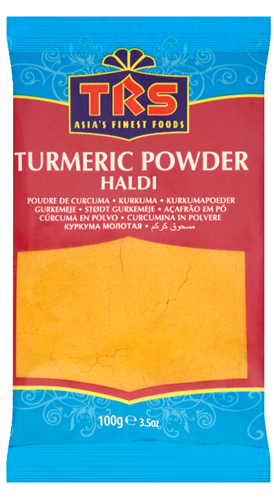 TRS
ASIA'S FINEST FOODS
TURMERIC POWDER
HALDI
POUDRE DE CURCUMA • KURKUMA • KURKUMAPOEDER
GURKEMEJE • STØDT GURKEMEJE • AÇAFRÃO EM PÓ
CÚRCUMA EN POLVO • CURCUMINA IN POLVERE
КУРКУМА МОЛОТАЯ • مسحوق كركم
100g ℮ 3.5oz